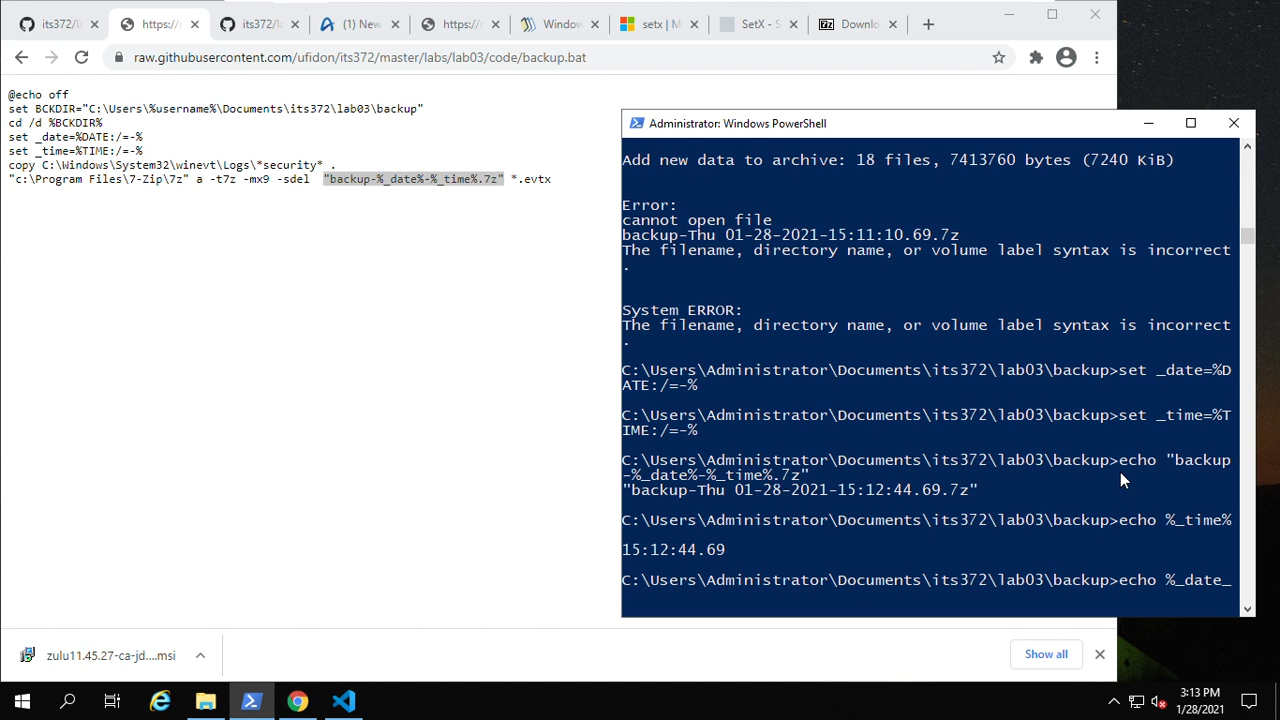 its372/la
https://r
its372/la
(1) New
https://r
Window
setx | M
SetX - S
Downlo
raw.githubusercontent.com/ufidon/its372/master/labs/lab03/code/backup.bat
@echo off
set BCKDIR="C:\Users\%username%\Documents\its372\lab03\backup"
cd /d %BCKDIR%
set _date=%DATE:/=-%
set _time=%TIME:/=-%
copy C:\Windows\System32\winevt\Logs\*security* .
"c:\Program Files\7-Zip\7z" a -t7z -mx9 -sdel "backup-%_date%-%_time%.7z" *.evtx
Administrator: Windows PowerShell
Add new data to archive: 18 files, 7413760 bytes (7240 KiB)
Error:
cannot open file
backup-Thu 01-28-2021-15:11:10.69.7z
The filename, directory name, or volume label syntax is incorrect
.
System ERROR:
The filename, directory name, or volume label syntax is incorrect
.
C:\Users\Administrator\Documents\its372\lab03\backup>set _date=%D
ATE:/=-%
C:\Users\Administrator\Documents\its372\lab03\backup>set _time=%T
IME:/=-%
C:\Users\Administrator\Documents\its372\lab03\backup>echo "backup
-%_date%-%_time%.7z"
"backup-Thu 01-28-2021-15:12:44.69.7z"
C:\Users\Administrator\Documents\its372\lab03\backup>echo %_time%
15:12:44.69
C:\Users\Administrator\Documents\its372\lab03\backup>echo %_date_
zulu11.45.27-ca-jd....msi
Show all
3:13 PM
1/28/2021